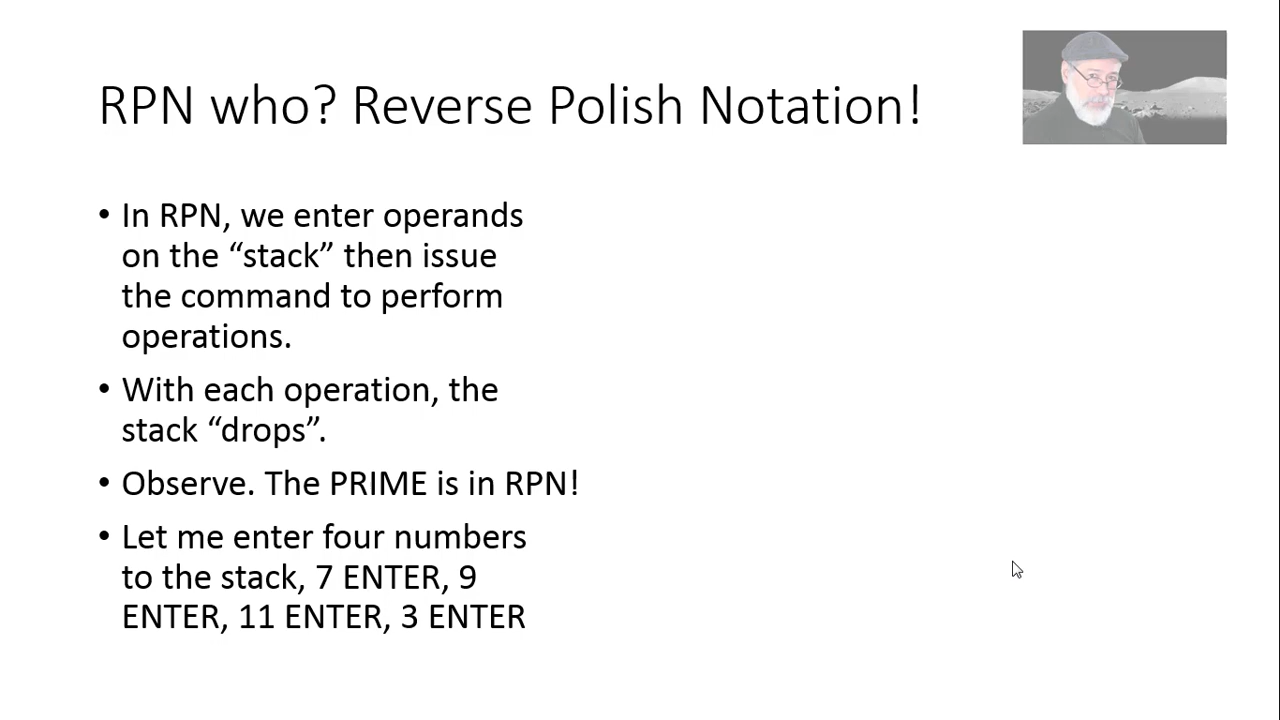 RPN who? Reverse Polish Notation!
• In RPN, we enter operands
on the “stack” then issue
the command to perform
operations.
• With each operation, the
stack “drops”.
• Observe. The PRIME is in RPN!
• Let me enter four numbers
to the stack, 7 ENTER, 9
ENTER, 11 ENTER, 3 ENTER